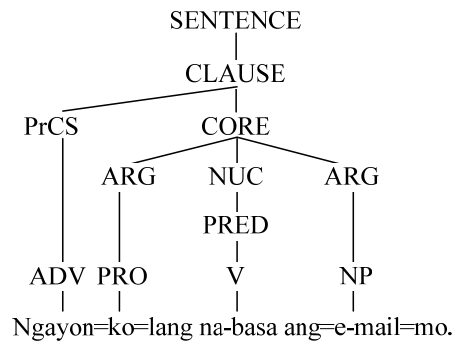 SENTENCE
CLAUSE
PrCS CORE
ARG NUC ARG
PRED
ADV PRO V NP
Ngayon=ko=lang na-basa ang=e-mail=mo.